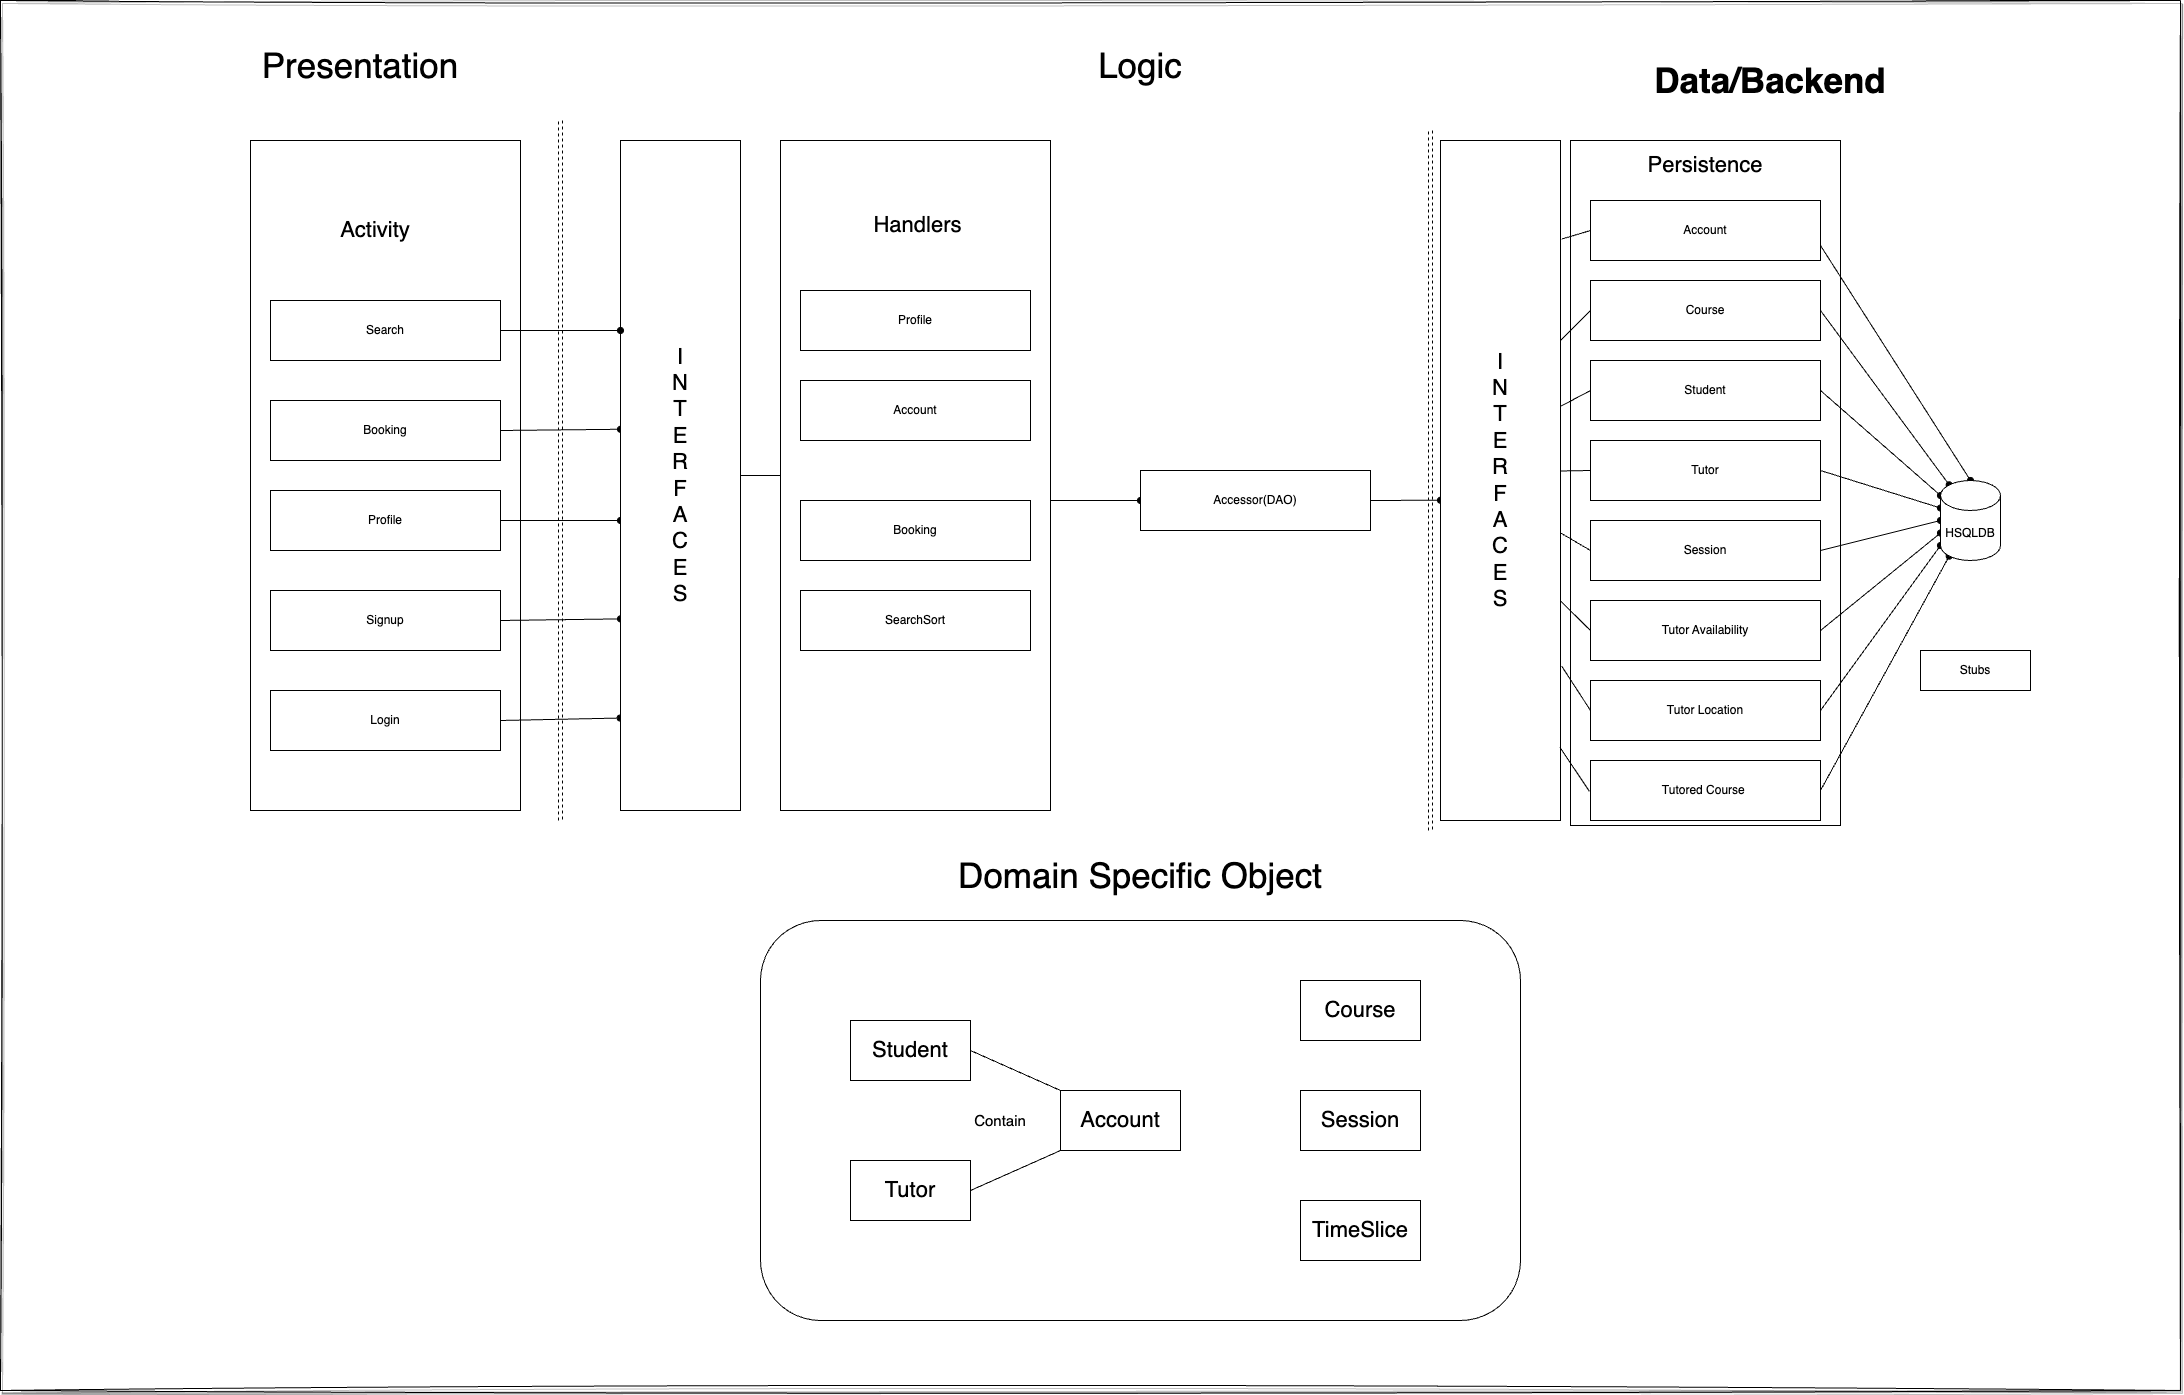 Presentation
Logic
Data/Backend
Activity
Search
Booking
Profile
Signup
Login
I
N
T
E
R
F
A
C
E
S
Handlers
Profile
Account
Booking
SearchSort
Accessor(DAO)
I
N
T
E
R
F
A
C
E
S
Persistence
Account
Course
Student
Tutor
Session
Tutor Availability
Tutor Location
Tutored Course
HSQLDB
Stubs
Domain Specific Object
Student
Contain
Tutor
Account
Course
Session
TimeSlice